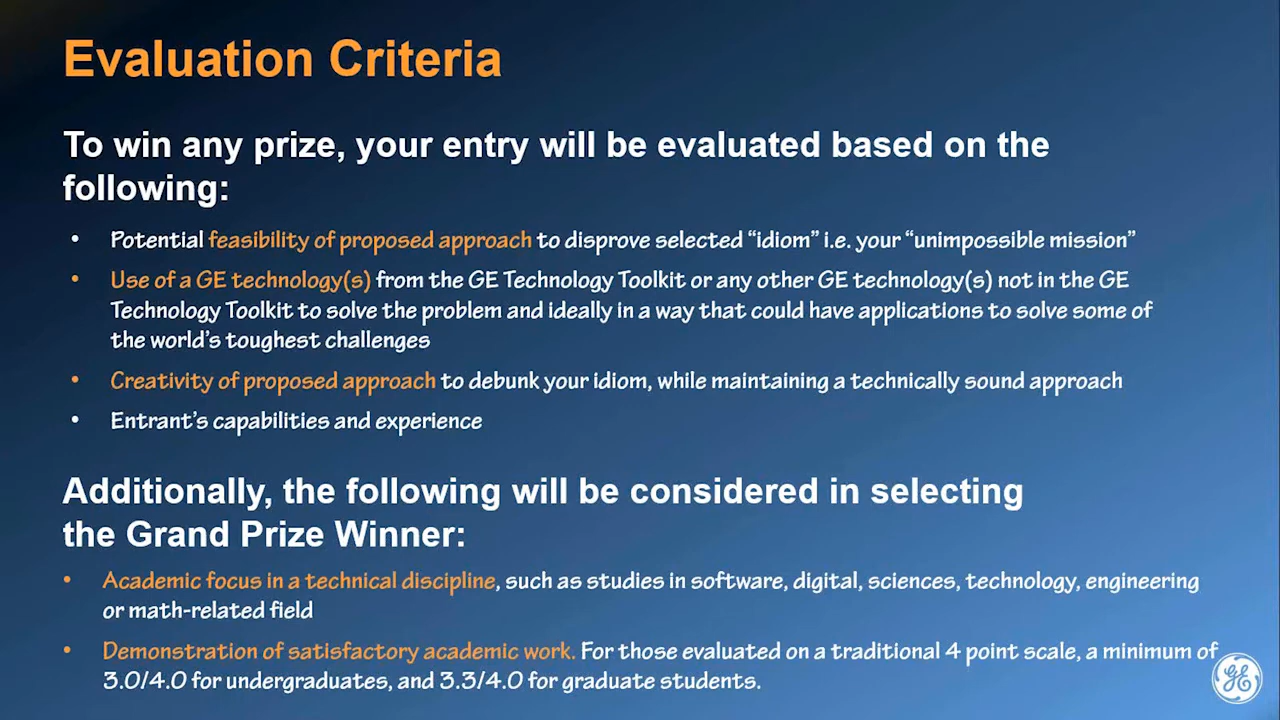 Evaluation Criteria
To win any prize, your entry will be evaluated based on the
following:
• Potential feasibility of proposed approach to disprove selected “idiom” i.e. your “unimpossible mission”
• Use of a GE technology(s) from the GE Technology Toolkit or any other GE technology(s) not in the GE
Technology Toolkit to solve the problem and ideally in a way that could have applications to solve some of
the world’s toughest challenges
• Creativity of proposed approach to debunk your idiom, while maintaining a technically sound approach
• Entrant’s capabilities and experience
Additionally, the following will be considered in selecting
the Grand Prize Winner:
• Academic focus in a technical discipline, such as studies in software, digital, sciences, technology, engineering
or math-related field
• Demonstration of satisfactory academic work. For those evaluated on a traditional 4 point scale, a minimum of
3.0/4.0 for undergraduates, and 3.3/4.0 for graduate students.
GE